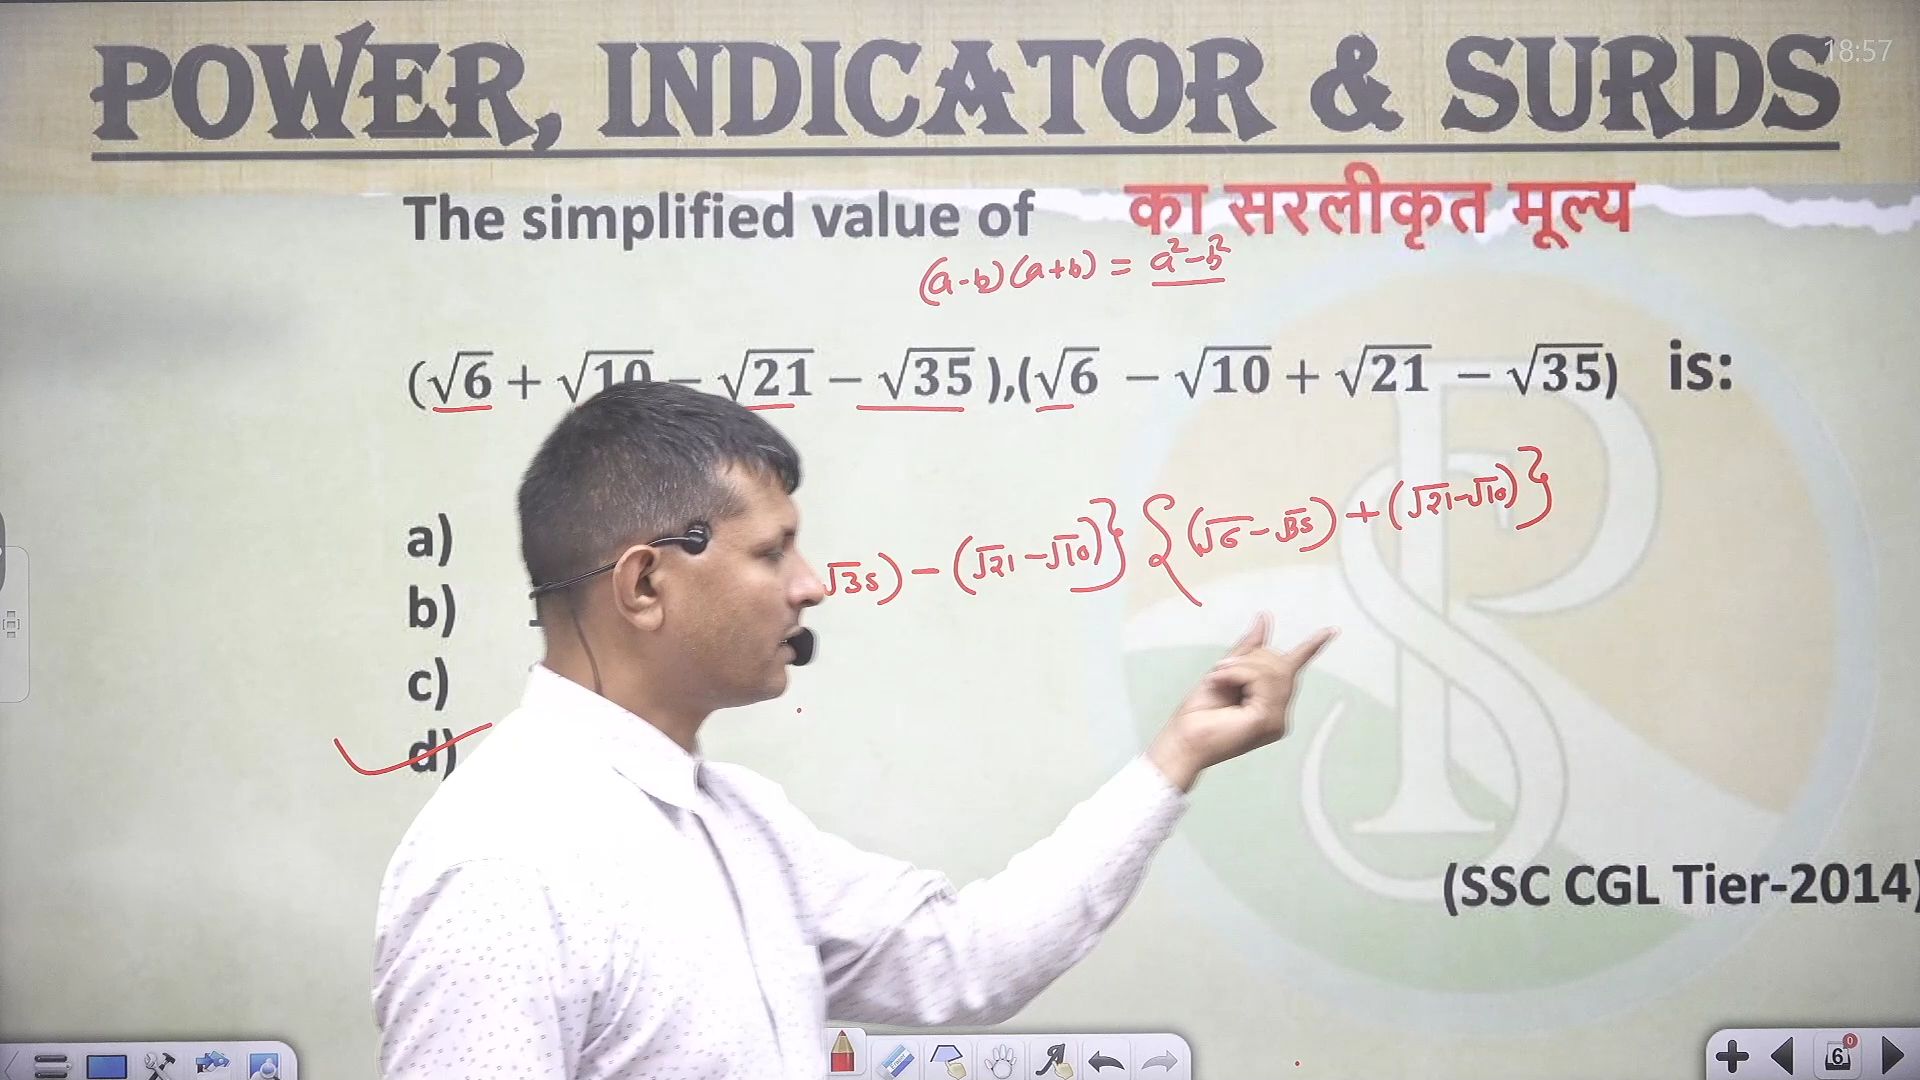 POWER, INDICATOR & SURDS
18:57
The simplified value of का सरलीकृत मूल्य
(a-b)(a+b) = a²-b²
(√6 + √10 − √21 − √35),(√6 − √10 + √21 − √35) is:
a)
b)
√35) - (√21 - √10)} {(√6 - √35) + (√21 - √10)}
c)
d)
(SSC CGL Tier-2014)
6
0